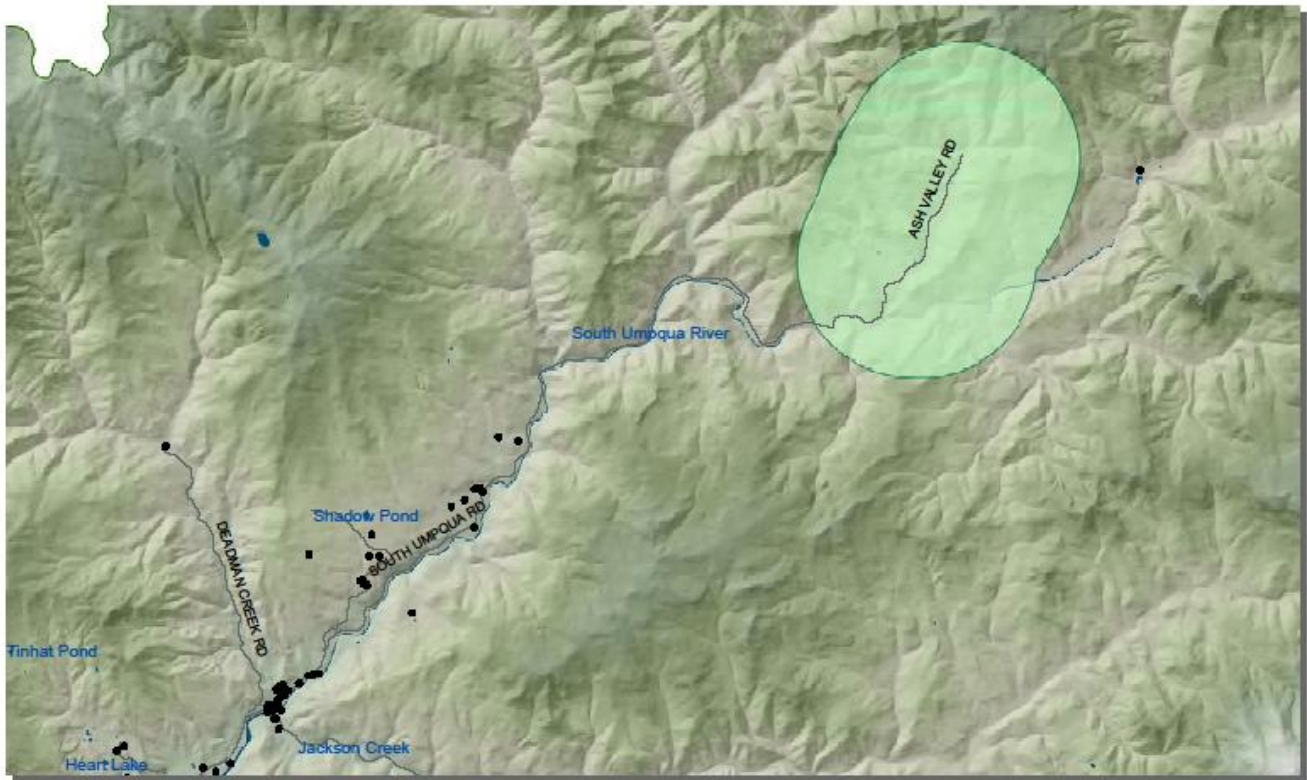 ASH VALLEY RD
South Umpqua River
Shadow Pond
SOUTH UMPQUA RD
DEADMAN CREEK RD
Tinhat Pond
Jackson Creek
Heart Lake